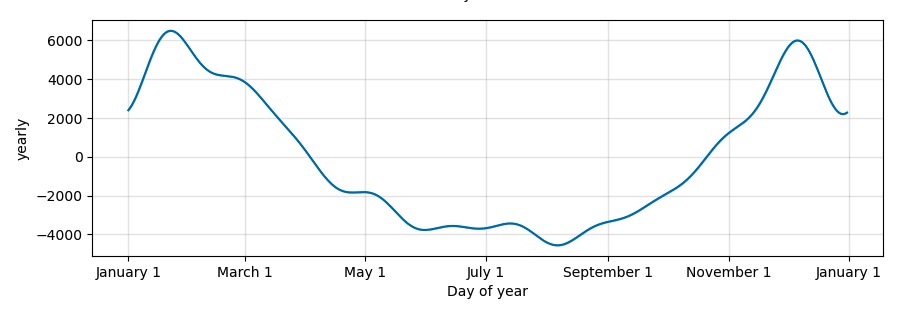 6000
4000
2000
0
−2000
−4000
yearly
January 1 March 1 May 1 July 1 September 1 November 1 January 1
Day of year